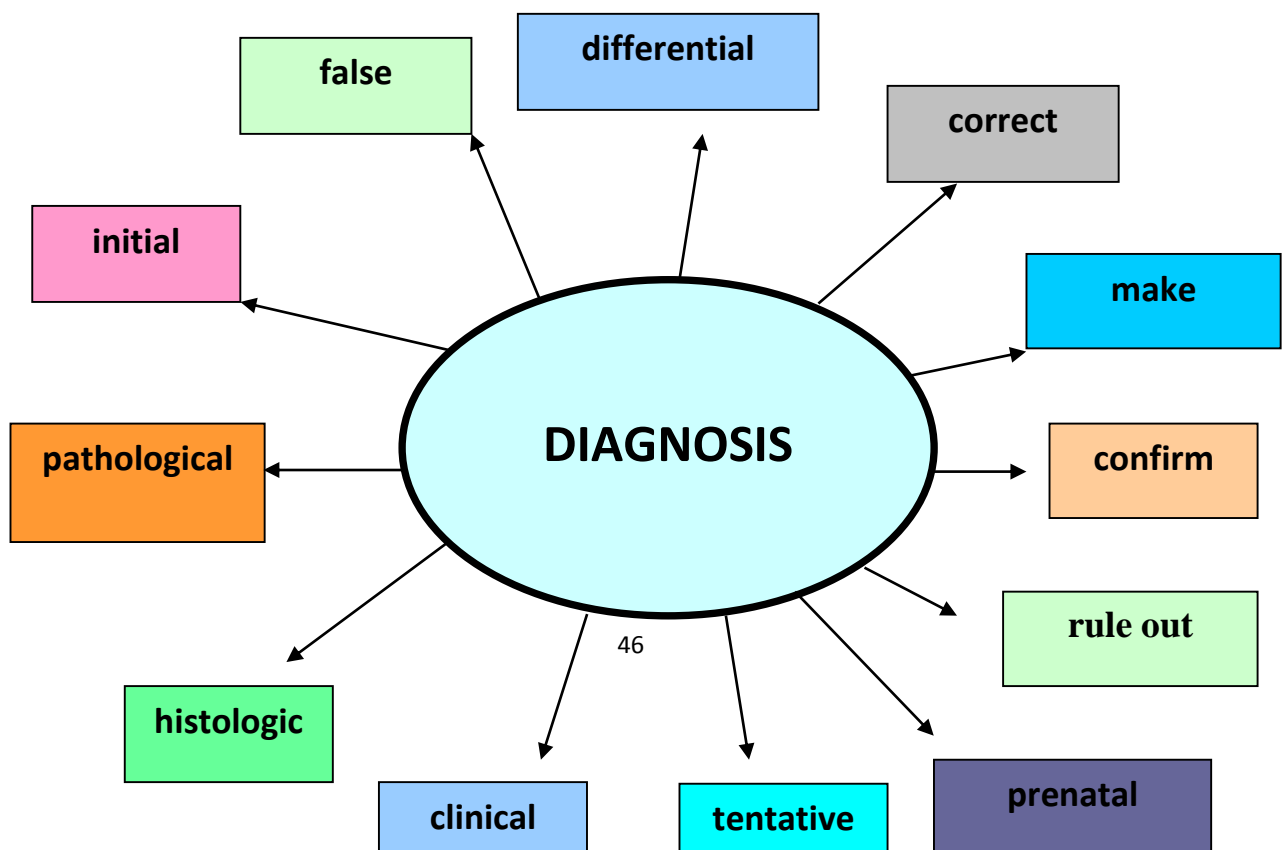 differential
false
correct
initial
make
DIAGNOSIS
pathological
confirm
rule out
46
histologic
prenatal
clinical
tentative